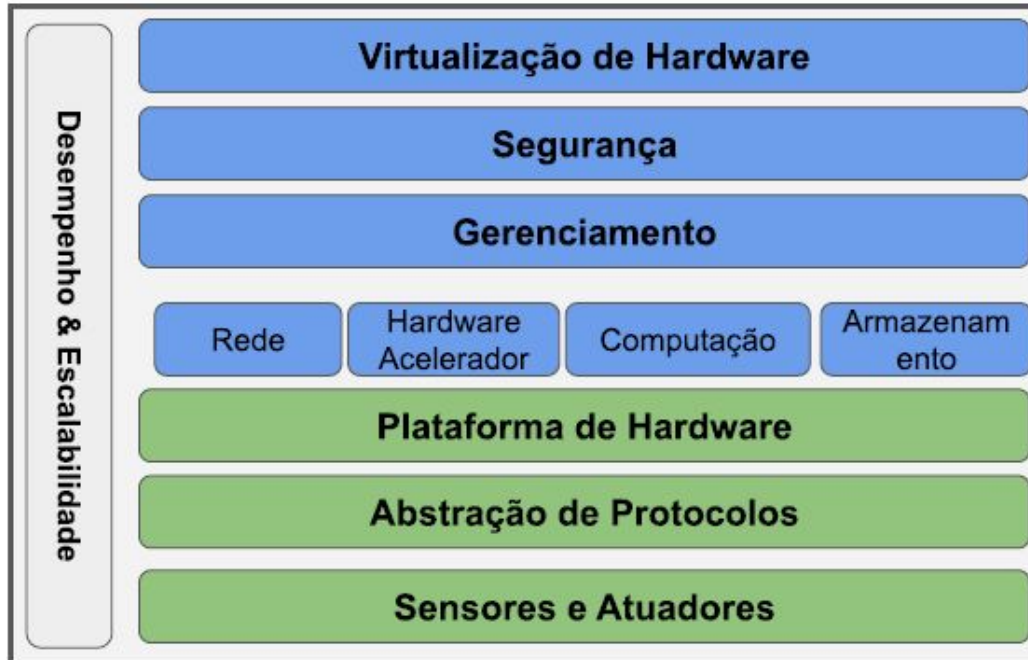 Desempenho & Escalabilidade
Virtualização de Hardware
Segurança
Gerenciamento
Rede
Hardware
Acelerador
Computação
Armazenam
ento
Plataforma de Hardware
Abstração de Protocolos
Sensores e Atuadores